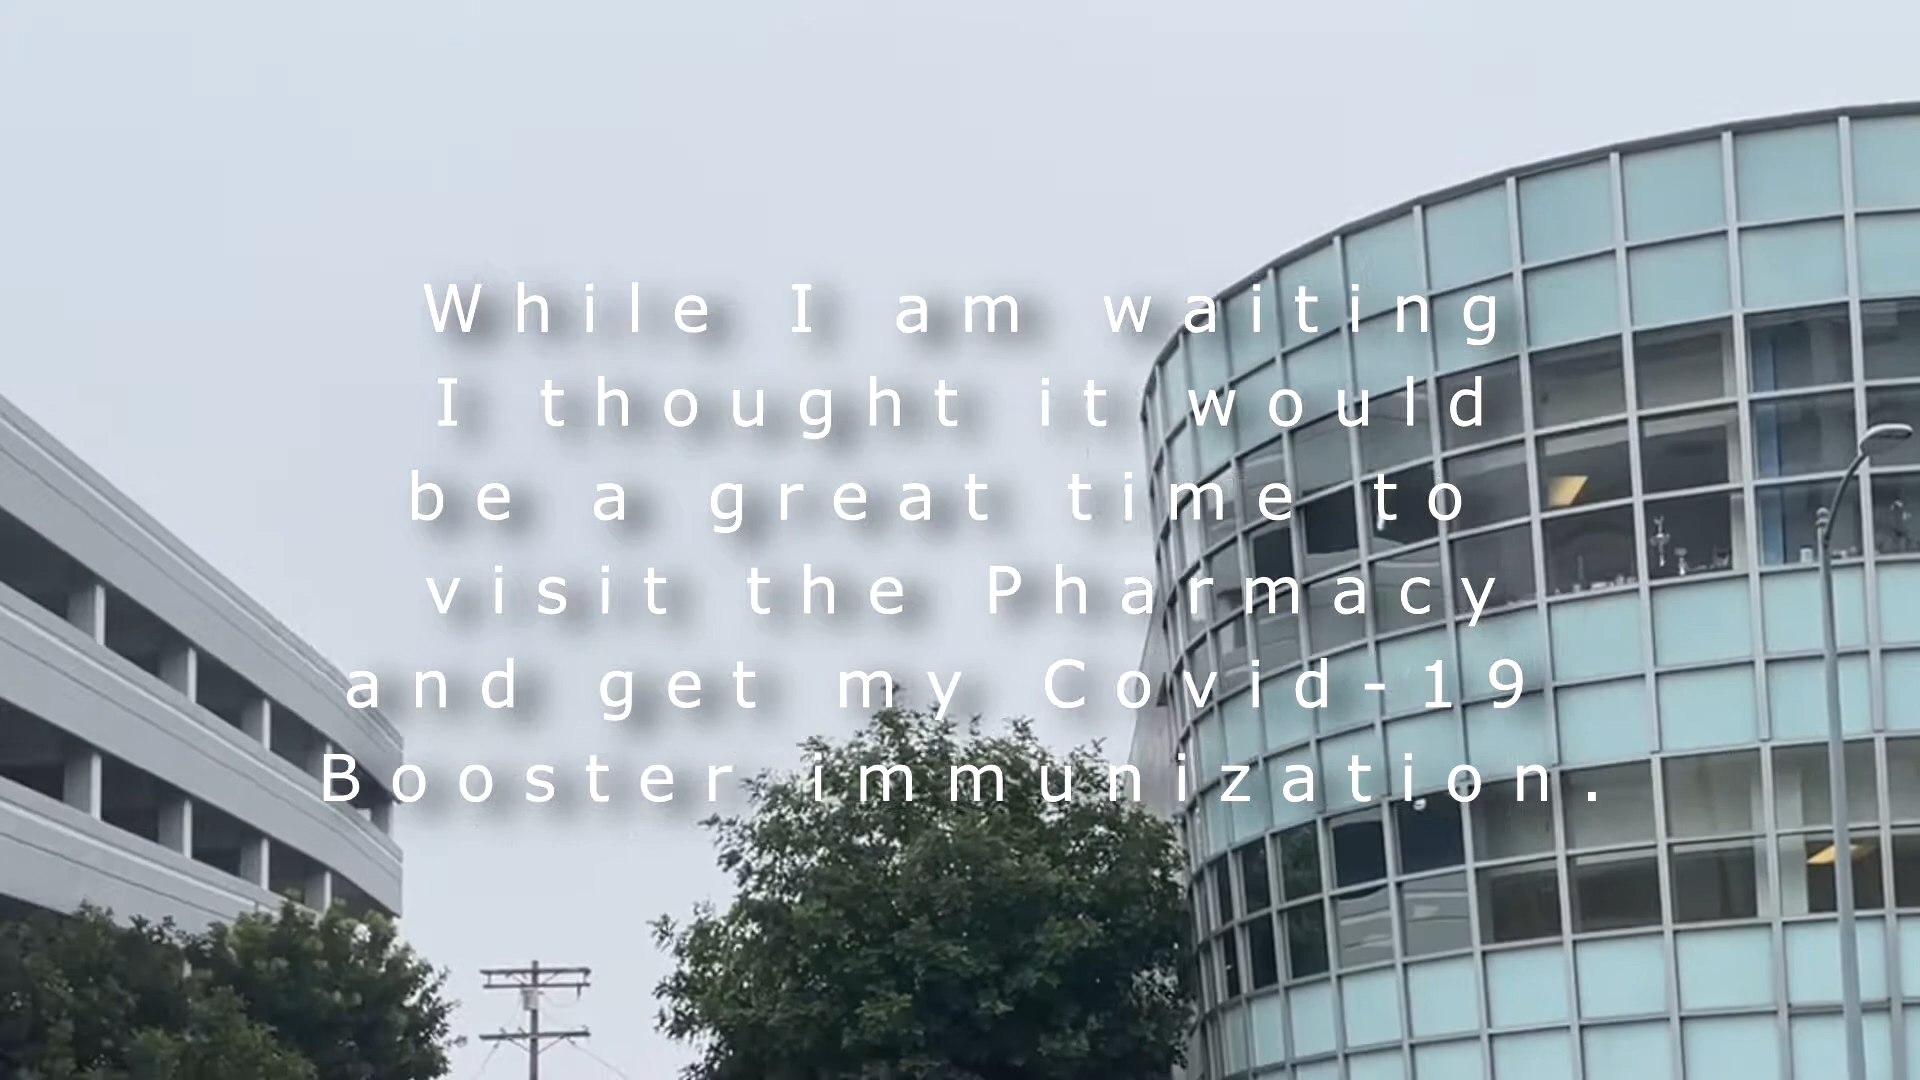 While I am waiting
I thought it would
be a great time to
visit the Pharmacy
and get my Covid-19
Booster immunization.